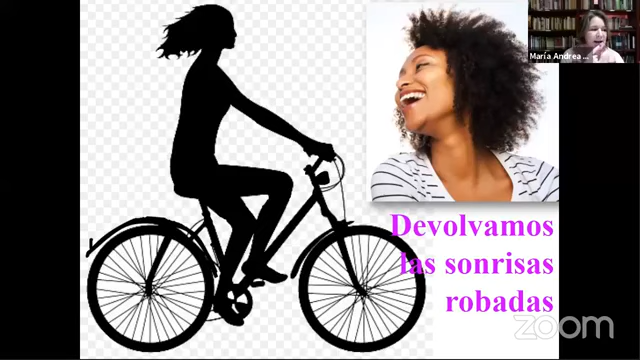 María Andrea ...
Devolvamos
las sonrisas
robadas
zoom